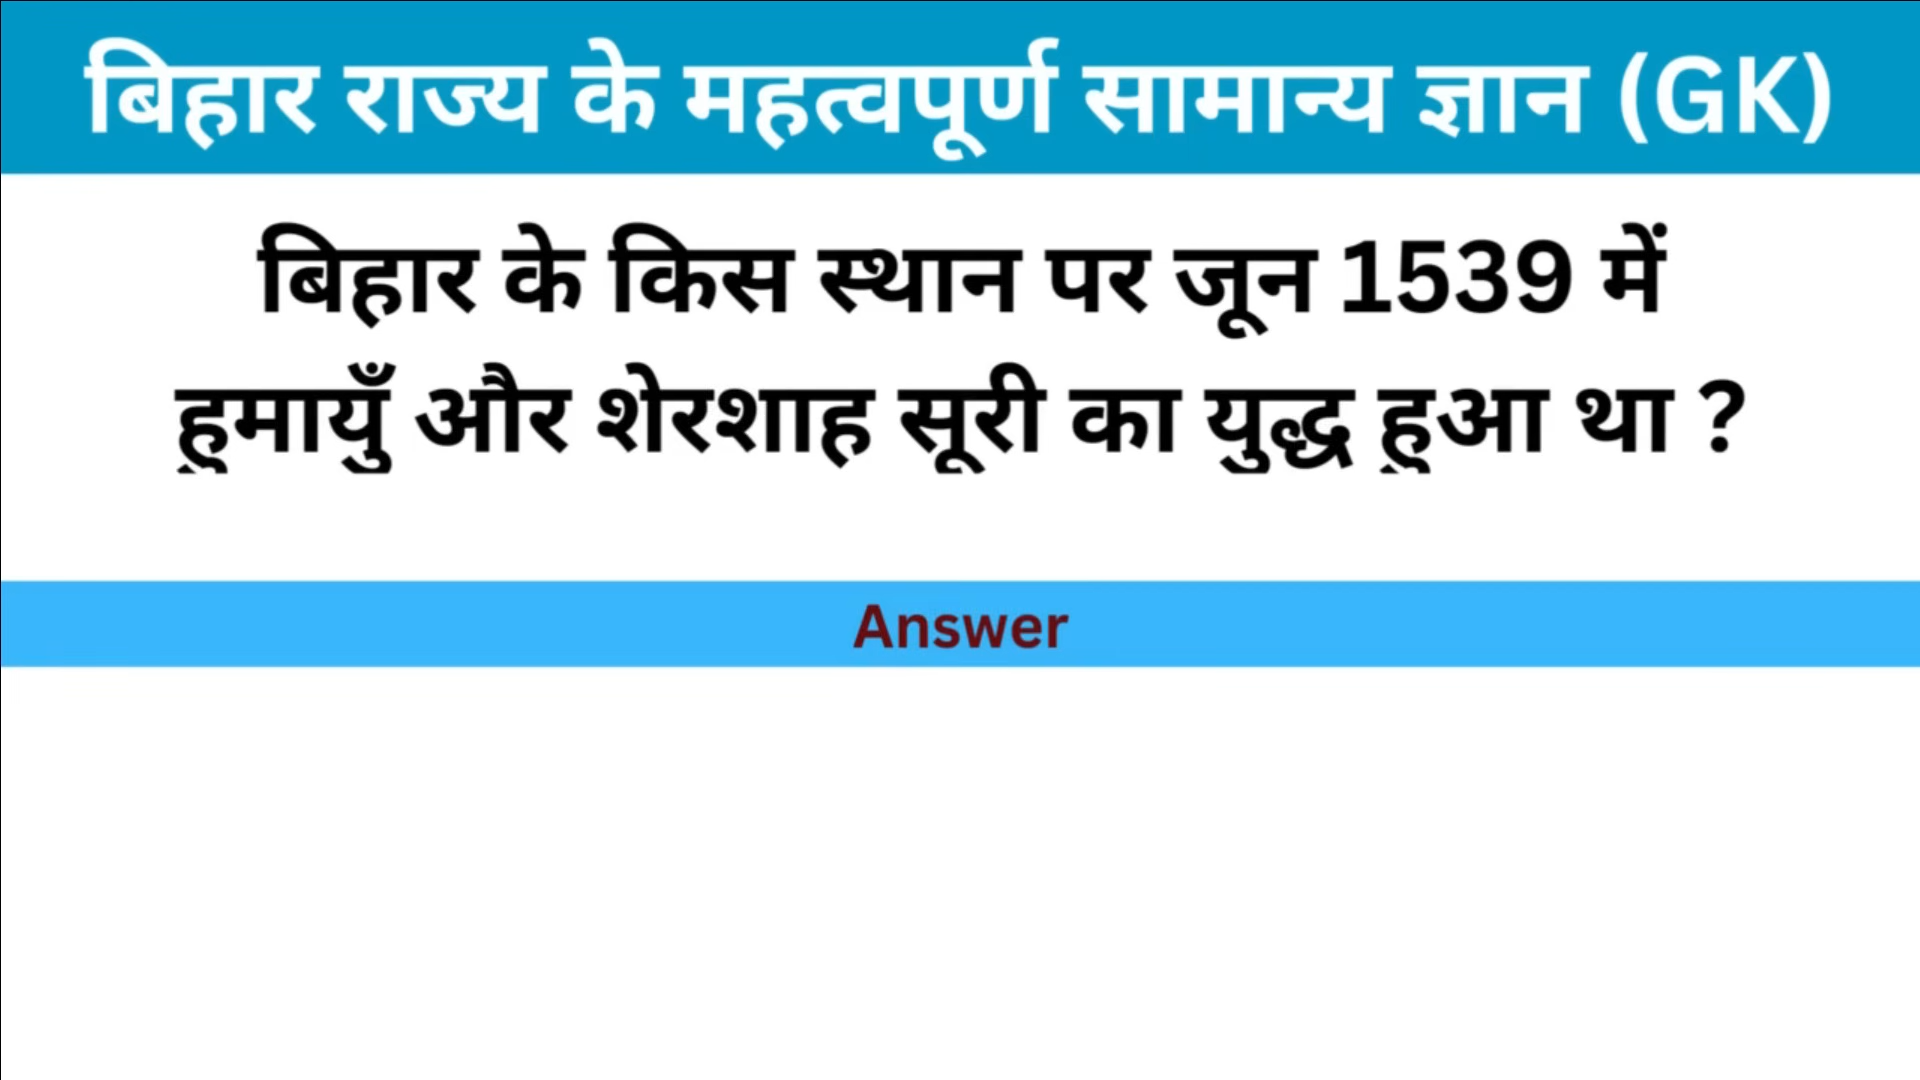 बिहार राज्य के महत्वपूर्ण सामान्य ज्ञान (GK)
बिहार के किस स्थान पर जून 1539 में
हुमायुँ और शेरशाह सूरी का युद्ध हुआ था ?
Answer